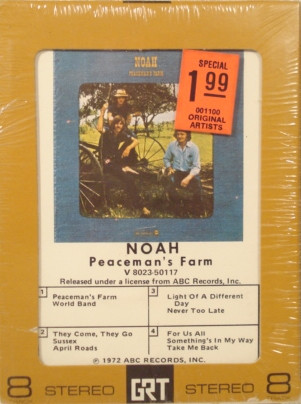 NOAH
PEACEMAN'S FARM
SPECIAL
1.99
001100
ORIGINAL
ARTISTS
NOAH
Peaceman's Farm
V 8023-50117
Released under a license from ABC Records, Inc.
1 Peaceman's Farm
World Band
3 Light Of A Different
Day
Never Too Late
2 They Come, They Go
Sussex
April Roads
4 For Us All
Something's In My Way
Take Me Back
℗ 1972 ABC RECORDS, INC.
8 STEREO GRT STEREO 8